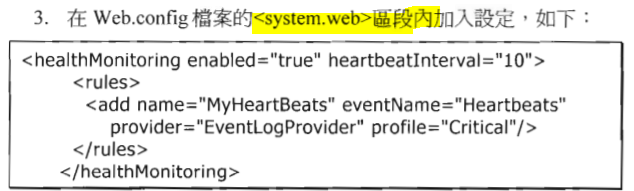 3. 在 Web.config 檔案的<system.web>區段內加入設定，如下：
<healthMonitoring enabled="true" heartbeatInterval="10">
<rules>
<add name="MyHeartBeats" eventName="Heartbeats"
provider="EventLogProvider" profile="Critical"/>
</rules>
</healthMonitoring>